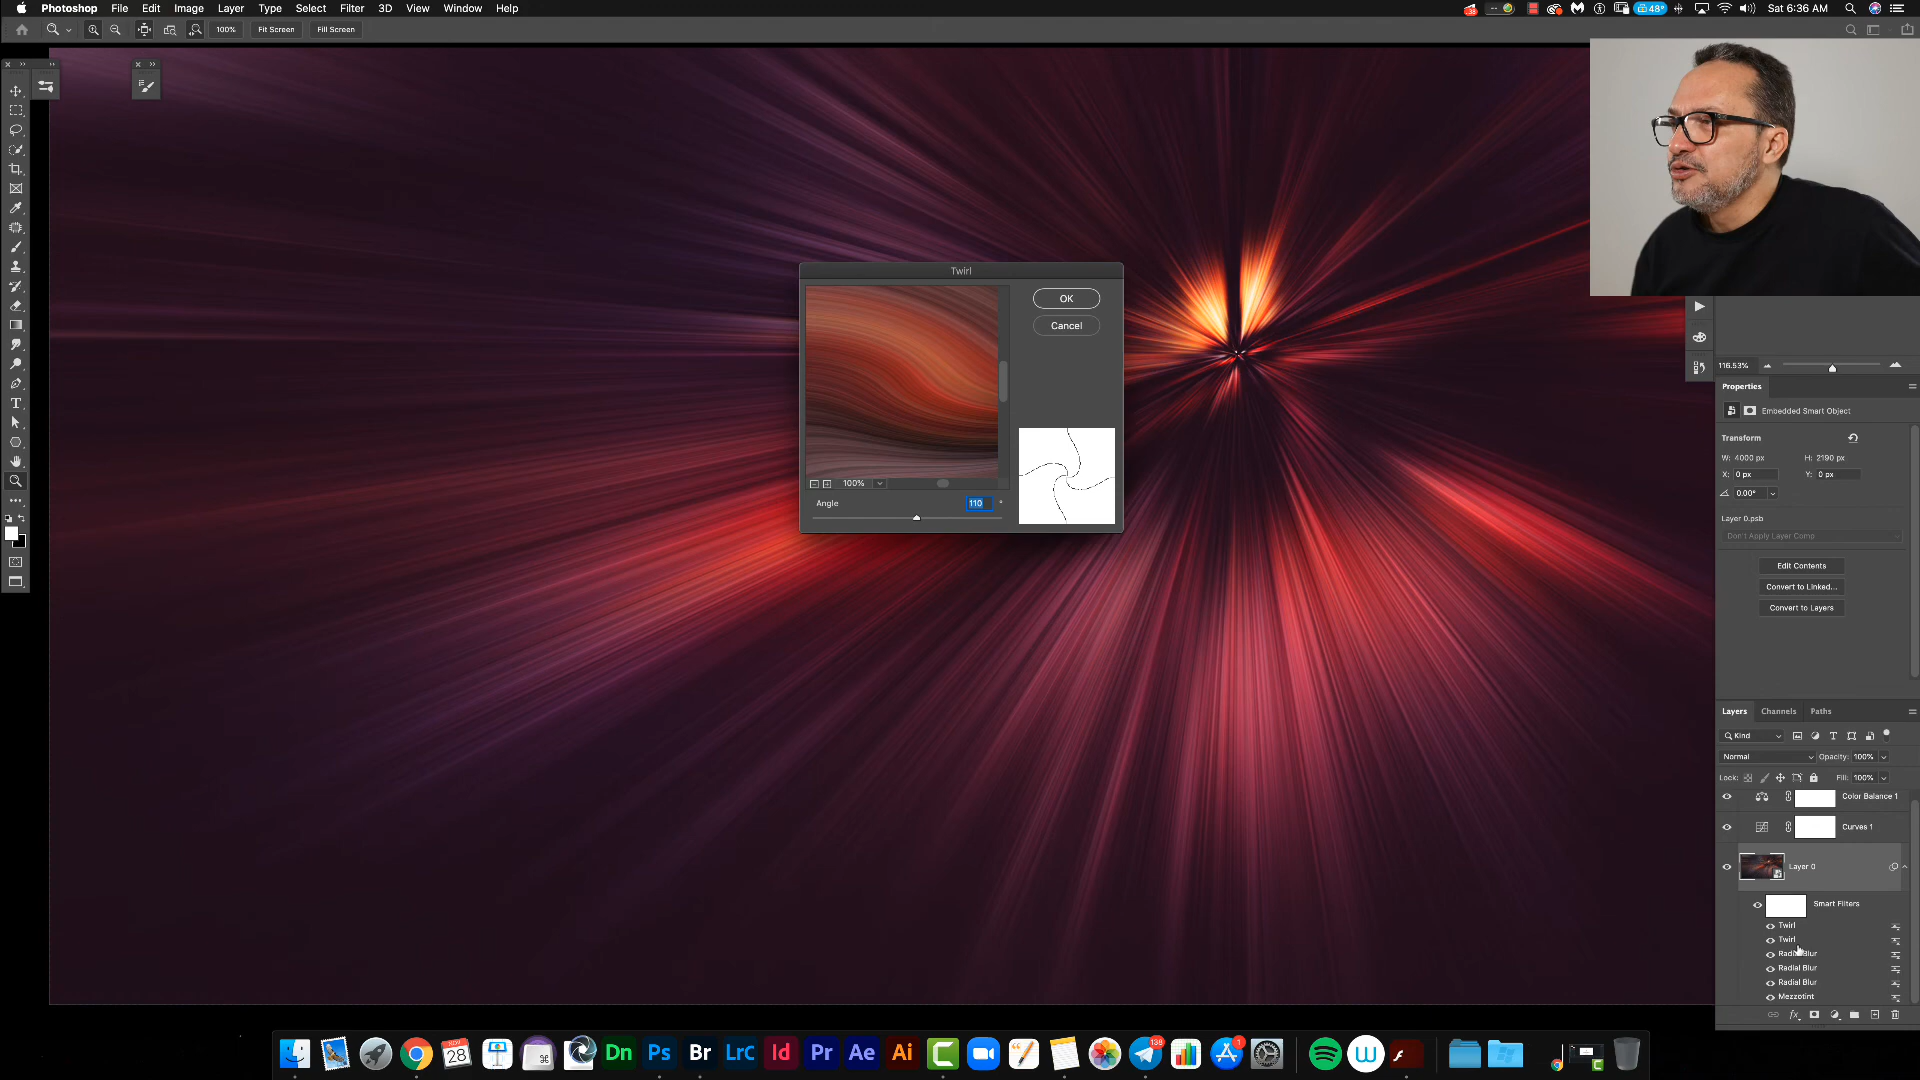 Photoshop File Edit Image Layer Type Select Filter 3D View Window Help
48° Sat 6:36 AM
100% Fit Screen Fill Screen
Twirl
OK
Cancel
100%
Angle 110 °
116.53%
Properties
Embedded Smart Object
Transform
W: 4000 px H: 2190 px
X: 0 px Y: 0 px
0.00°
Layer 0.psb
Don't Apply Layer Comp
Edit Contents
Convert to Linked...
Convert to Layers
Layers Channels Paths
Kind
Normal Opacity: 100%
Lock: Fill: 100%
Color Balance 1
Curves 1
Layer 0
Smart Filters
Twirl
Twirl
Radial Blur
Radial Blur
Radial Blur
Mezzotint
fx
NOV
28
Dn Ps Br LrC Id Pr Ae Ai
138
1